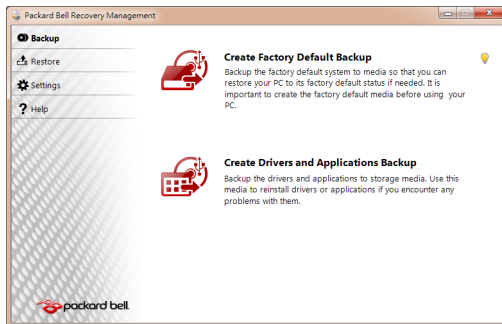 Packard Bell Recovery Management
Backup
Restore
Settings
Help
Create Factory Default Backup
Backup the factory default system to media so that you can
restore your PC to its factory default status if needed. It is
important to create the factory default media before using your
PC.
Create Drivers and Applications Backup
Backup the drivers and applications to storage media. Use this
media to reinstall drivers or applications if you encounter any
problems with them.
packard bell.